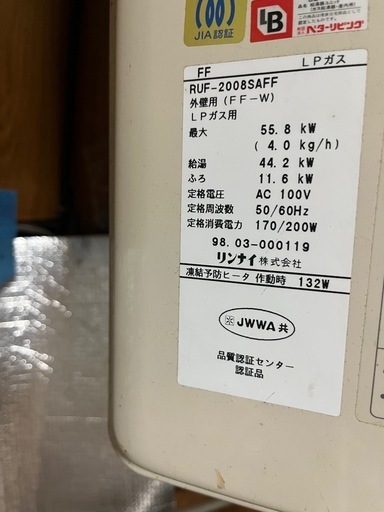 JIA認証
BL
ベターリビング
FF LPガス
RUF-2008SAFF
外壁用(FF-W)
LPガス用
最大 55.8 kW
(4.0 kg/h)
給湯 44.2 kW
ふろ 11.6 kW
定格電圧 AC 100V
定格周波数 50/60Hz
定格消費電力 170/200W
98.03-000119
リンナイ株式会社
凍結予防ヒータ 作動時 132W
JWWA 共
品質認証センター
認証品